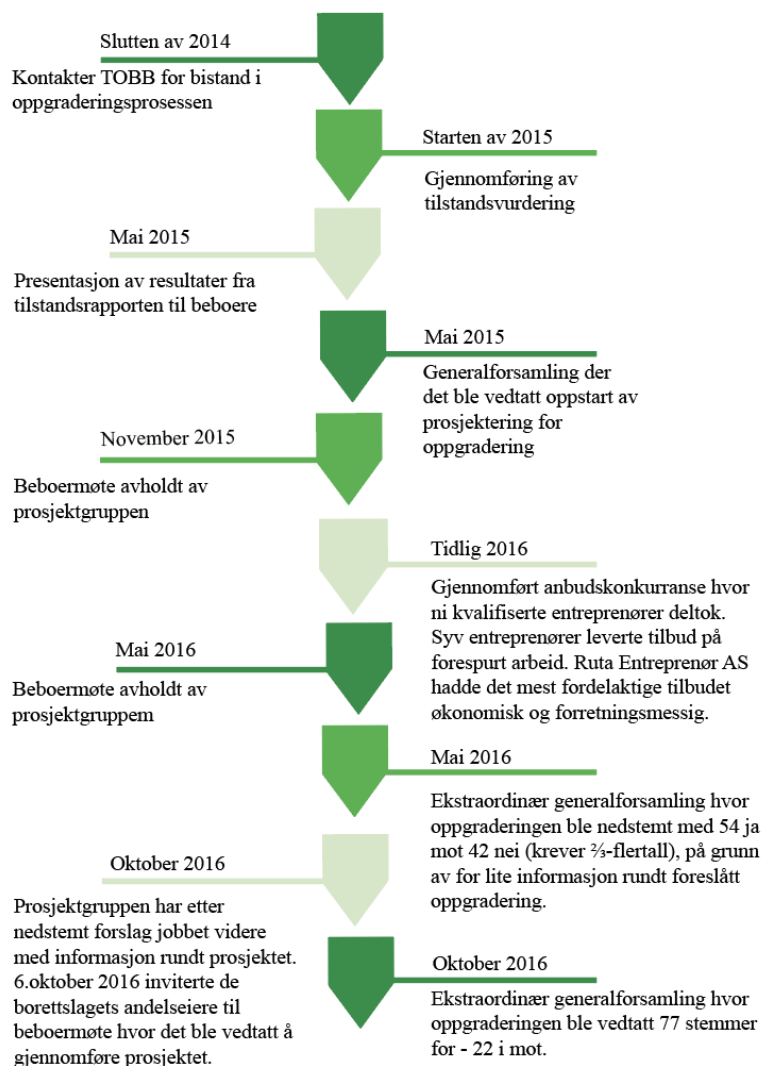 Slutten av 2014
Kontakter TOBB for bistand i
oppgraderingsprosessen
Starten av 2015
Gjennomføring av
tilstandsvurdering
Mai 2015
Presentasjon av resultater fra
tilstandsrapporten til beboere
Mai 2015
Generalforsamling der
det ble vedtatt oppstart av
prosjektering for
oppgradering
November 2015
Beboermøte avholdt av
prosjektgruppen
Tidlig 2016
Gjennomført anbudskonkurranse hvor
ni kvalifiserte entreprenører deltok.
Syv entreprenører leverte tilbud på
forespurt arbeid. Ruta Entreprenør AS
hadde det mest fordelaktige tilbudet
økonomisk og forretningsmessig.
Mai 2016
Beboermøte avholdt av
prosjektgruppem
Mai 2016
Ekstraordinær generalforsamling hvor
oppgraderingen ble nedstemt med 54 ja
mot 42 nei (krever ⅔-flertall), på grunn
av for lite informasjon rundt foreslått
oppgradering.
Oktober 2016
Prosjektgruppen har etter
nedstemt forslag jobbet videre
med informasjon rundt prosjektet.
6.oktober 2016 inviterte de
borettslagets andelseiere til
beboermøte hvor det ble vedtatt å
gjennomføre prosjektet.
Oktober 2016
Ekstraordinær generalforsamling hvor
oppgraderingen ble vedtatt 77 stemmer
for - 22 i mot.